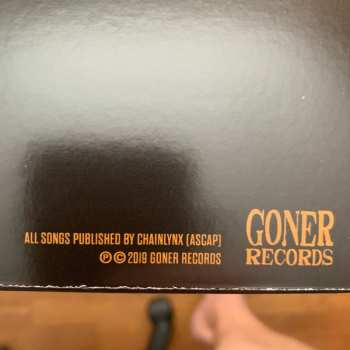 ALL SONGS PUBLISHED BY CHAINLYNX (ASCAP)
℗ © 2019 GONER RECORDS
GONER
RECORDS